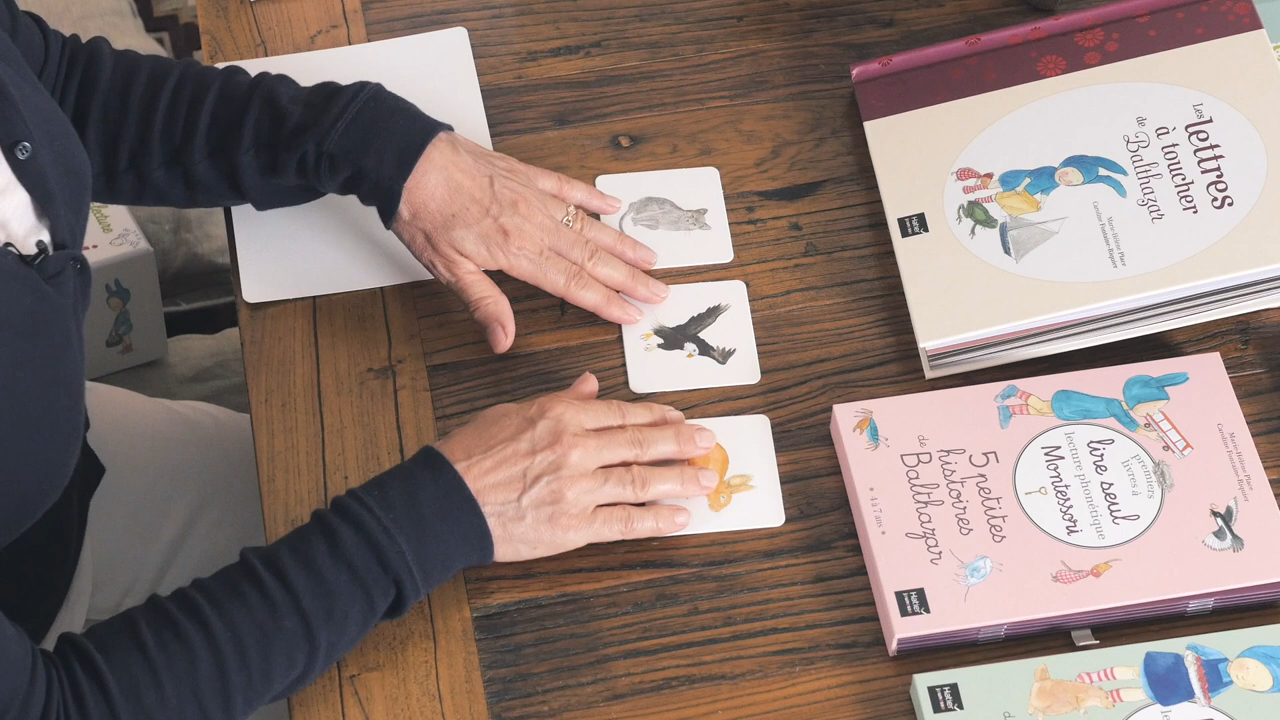 Les
lettres
à toucher
de
Balthazar
Marie-Hélène Place
Caroline Fontaine-Riquier
Hatier
5 petites
histoires
de
Balthazar
* 4 à 7 ans *
premiers
livres à
lire seul
lecture phonétique
Montessori
Marie-Hélène Place
Caroline Fontaine-Riquier
Hatier
Hatier